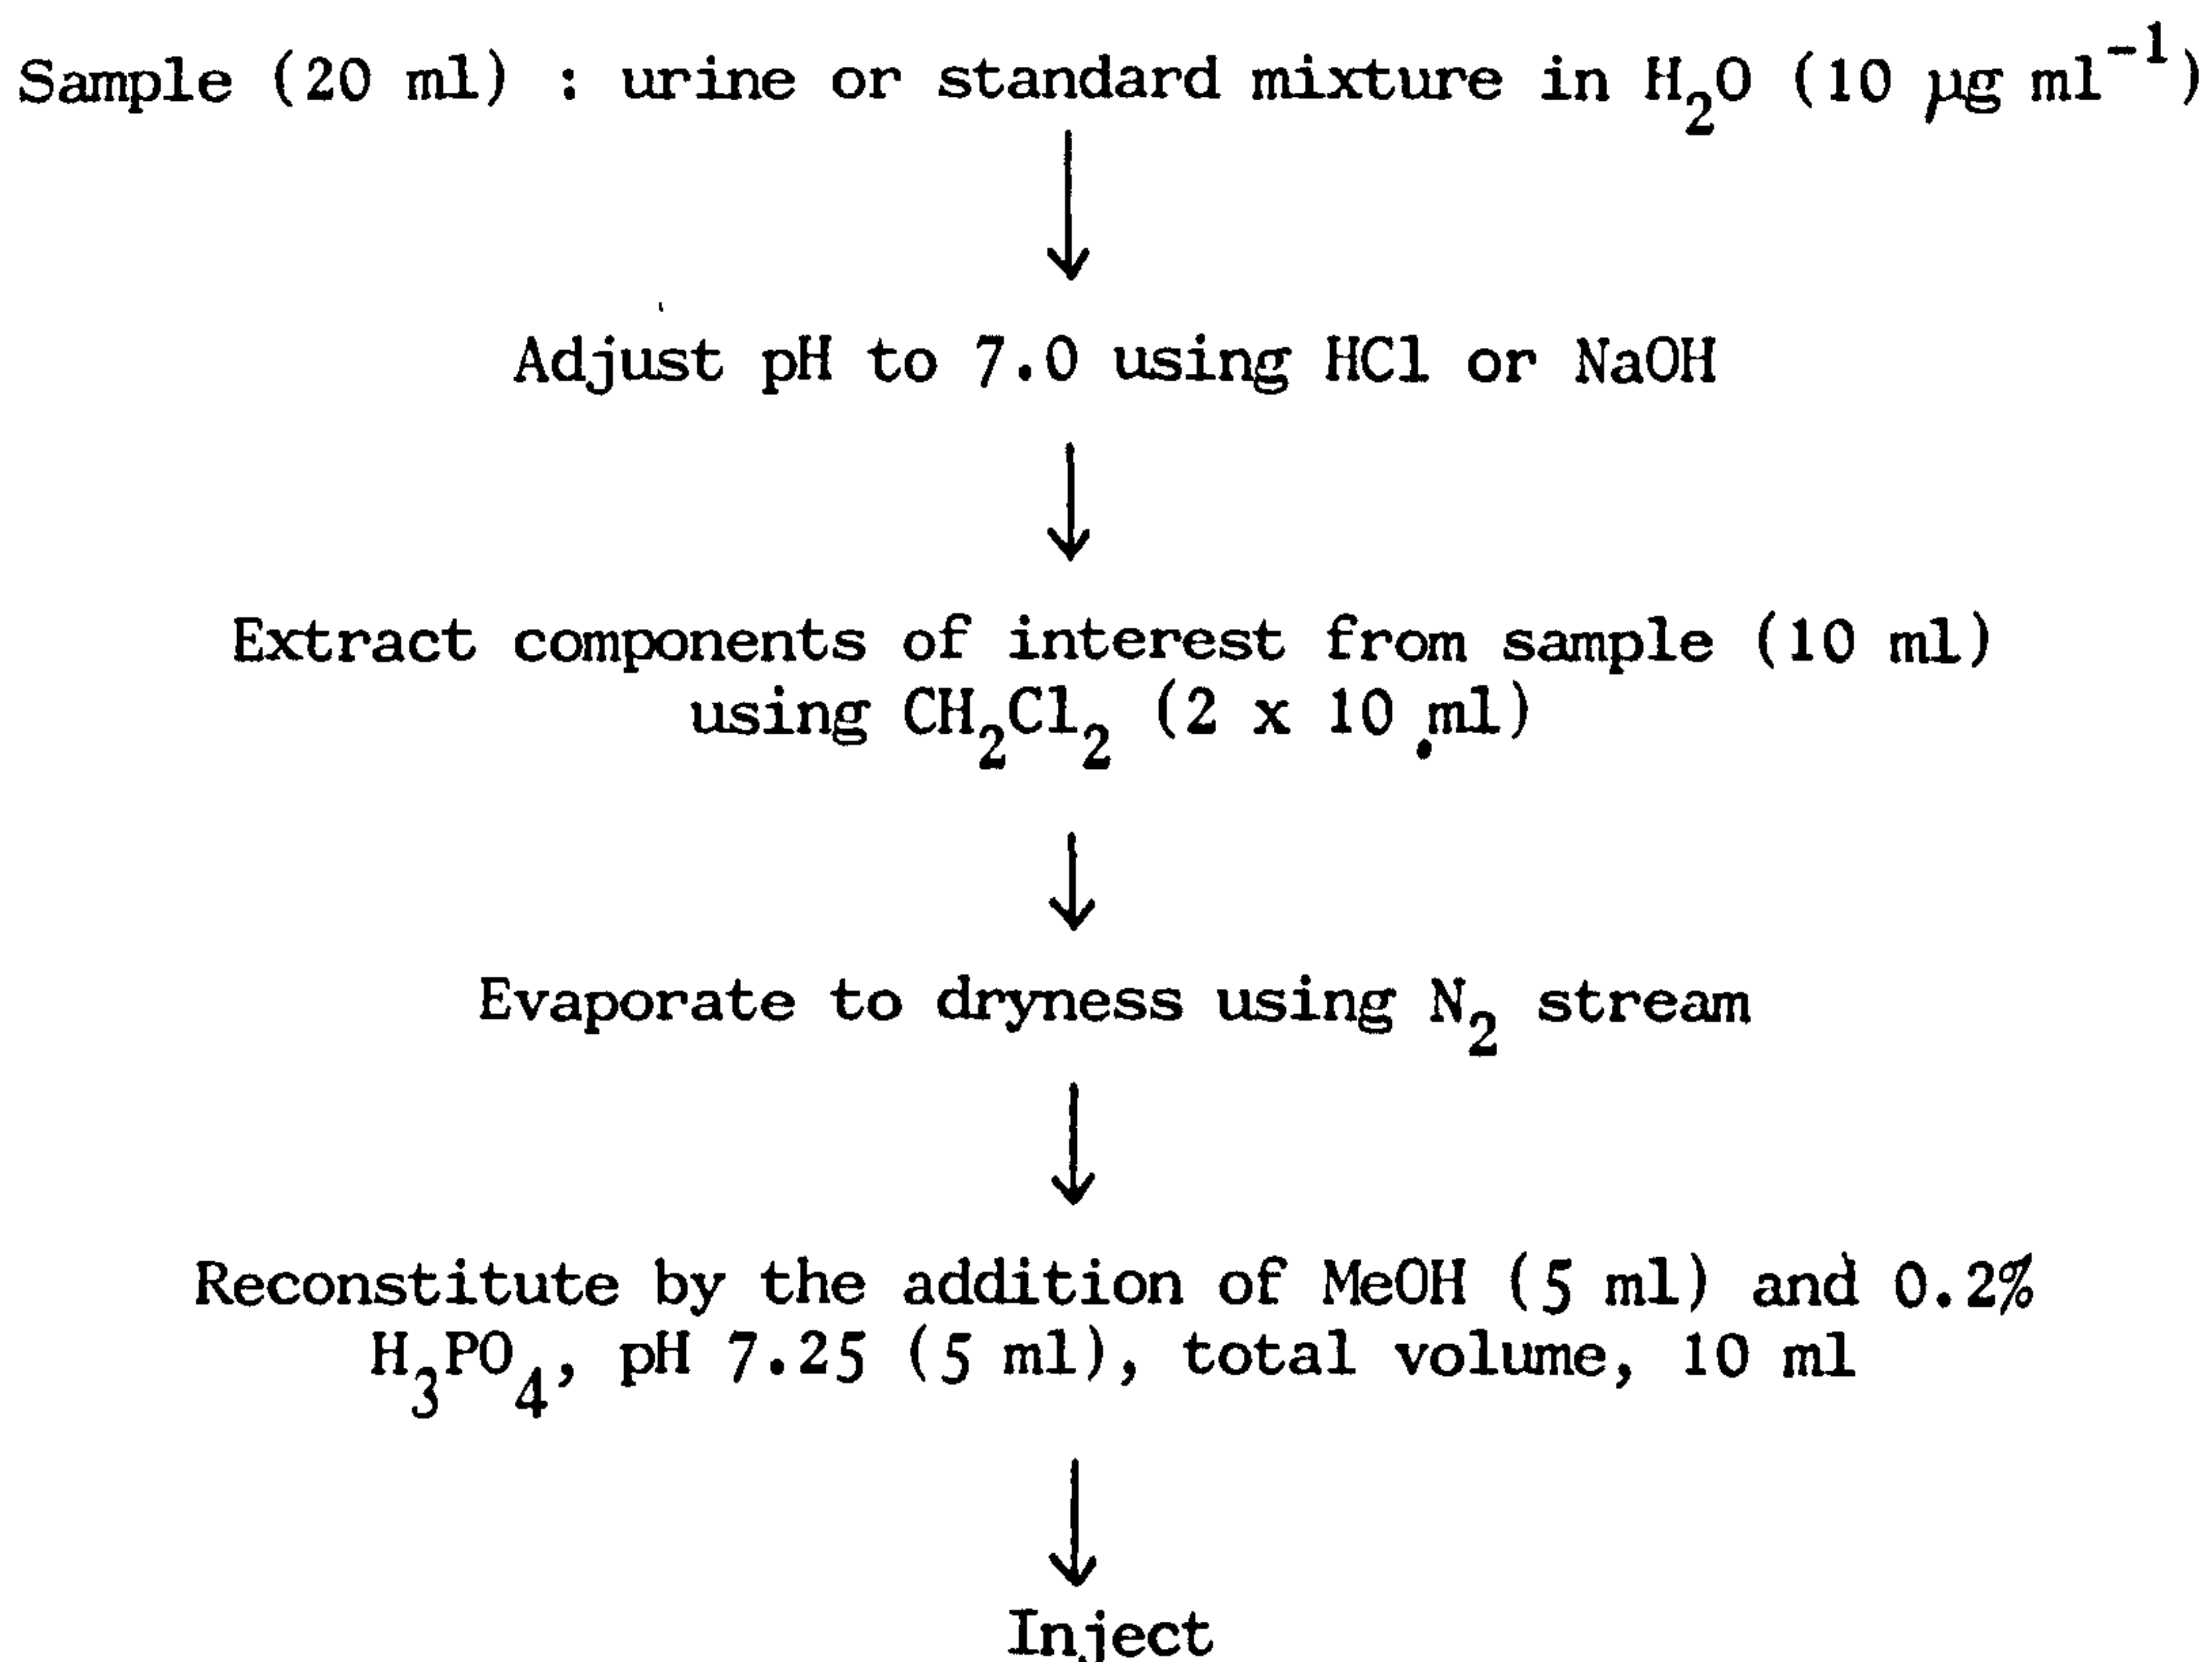 Sample (20 ml) : urine or standard mixture in H₂O (10 µg ml⁻¹)
Adjust pH to 7.0 using HCl or NaOH
Extract components of interest from sample (10 ml)
using CH₂Cl₂ (2 x 10 ml)
Evaporate to dryness using N₂ stream
Reconstitute by the addition of MeOH (5 ml) and 0.2%
H₃PO₄, pH 7.25 (5 ml), total volume, 10 ml
Inject